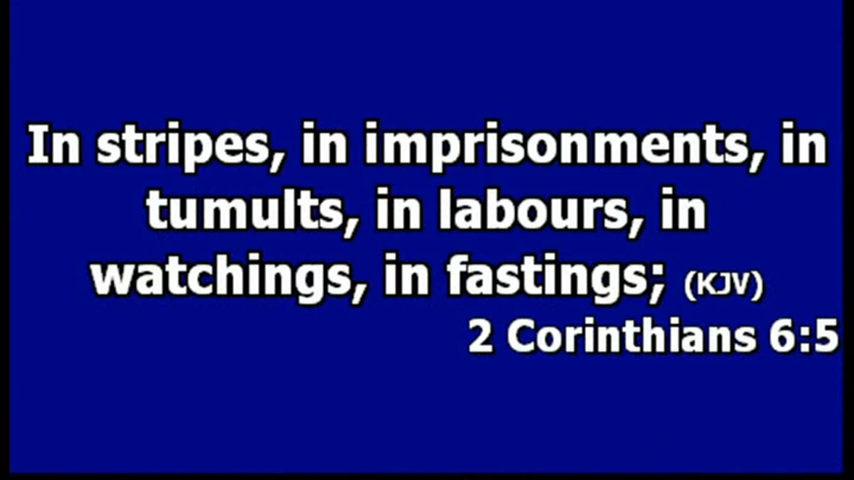 In stripes, in imprisonments, in
tumults, in labours, in
watchings, in fastings; (KJV)
2 Corinthians 6:5